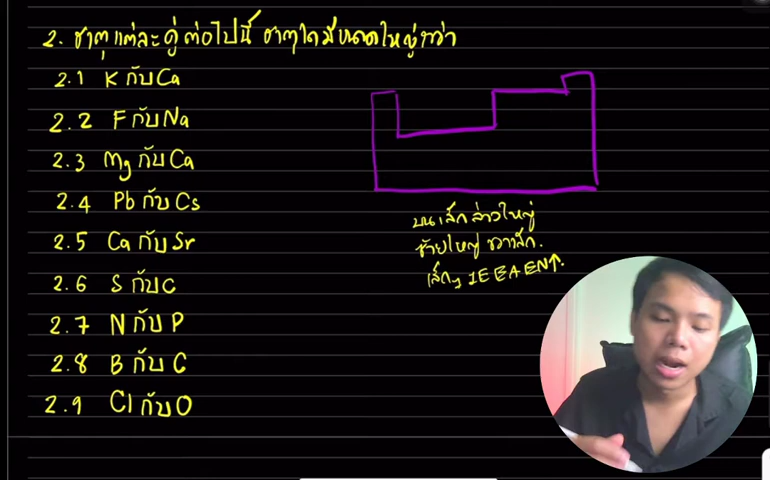 2. ธาตุแต่ละคู่ต่อไปนี้ ธาตุใดมีขนาดใหญ่กว่า
2.1 K กับ Ca
2.2 F กับ Na
2.3 Mg กับ Ca
2.4 Pb กับ Cs
2.5 Ca กับ Sr
2.6 S กับ C
2.7 N กับ P
2.8 B กับ C
2.9 Cl กับ O
บนเล็ก ล่างใหญ่
ซ้ายใหญ่ ขวาเล็ก.
เล็กๆ IE EA EN↑.